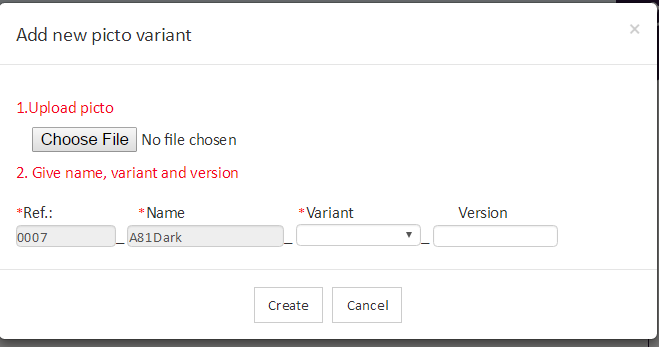 Add new picto variant ×
1.Upload picto
Choose File No file chosen
2. Give name, variant and version
*Ref.: *Name *Variant Version
0007 _ A81Dark _ _
Create Cancel